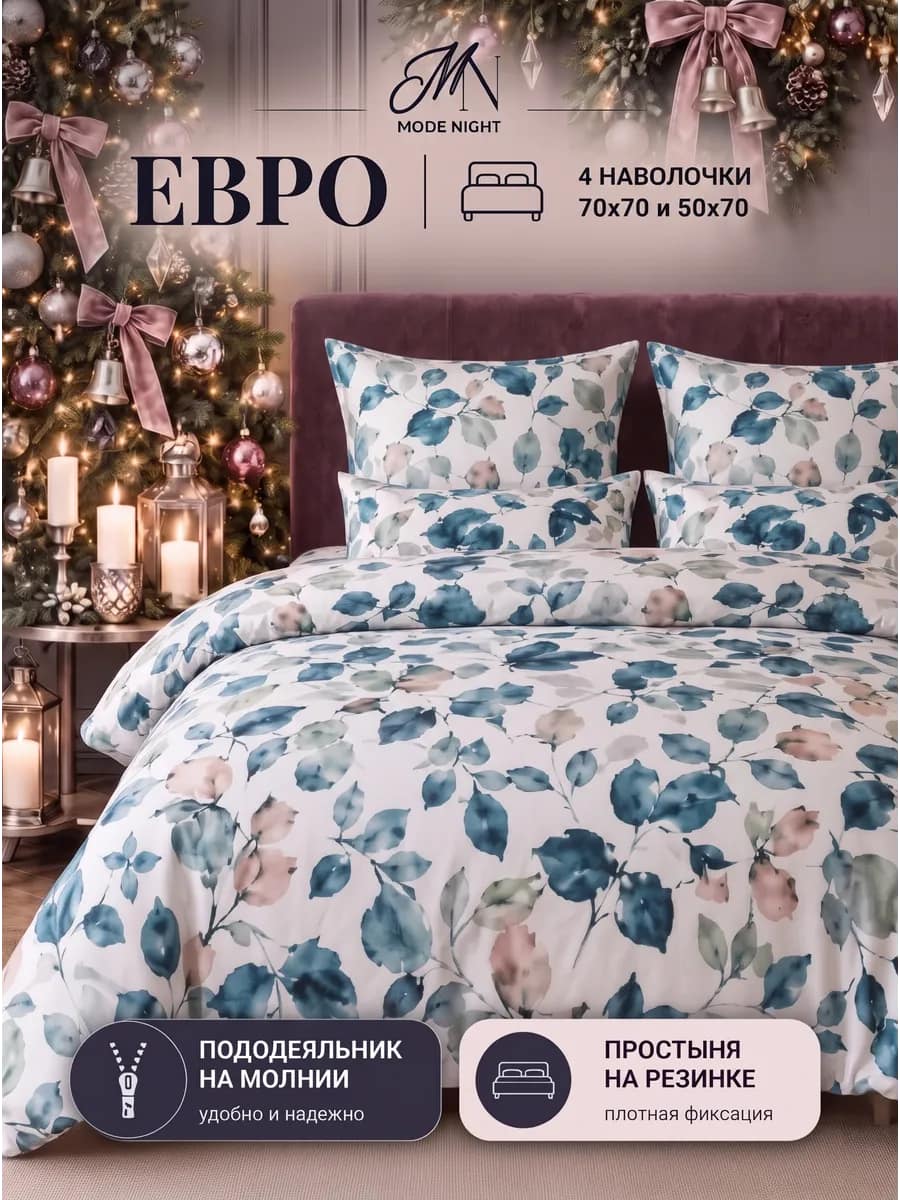 MN
MODE NIGHT
ЕВРО
4 НАВОЛОЧКИ
70х70 и 50х70
ПОДОДЕЯЛЬНИК
НА МОЛНИИ
удобно и надежно
ПРОСТЫНЯ
НА РЕЗИНКЕ
плотная фиксация